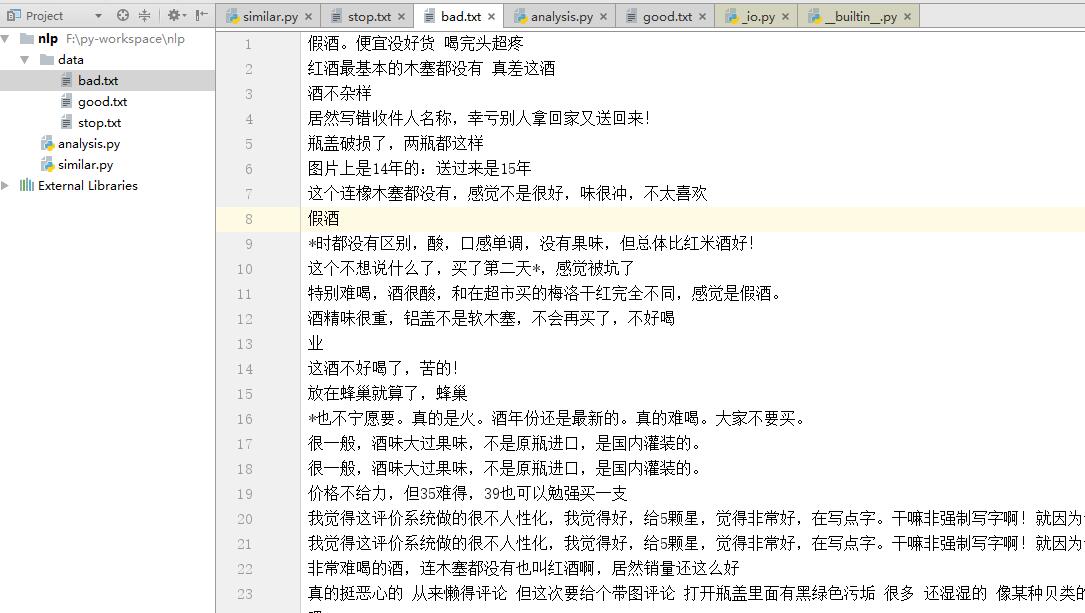 Project
similar.py
stop.txt
bad.txt
analysis.py
good.txt
_io.py
__builtin__.py
nlp F:\py-workspace\nlp
data
bad.txt
good.txt
stop.txt
analysis.py
similar.py
External Libraries
1 假酒。便宜没好货 喝完头超疼
2 红酒最基本的木塞都没有 真差这酒
3 酒不杂样
4 居然写错收件人名称，幸亏别人拿回家又送回来!
5 瓶盖破损了，两瓶都这样
6 图片上是14年的：送过来是15年
7 这个连橡木塞都没有，感觉不是很好，味很冲，不太喜欢
8 假酒
9 *时都没有区别，酸，口感单调，没有果味，但总体比红米酒好!
10 这个不想说什么了，买了第二天*，感觉被坑了
11 特别难喝，酒很酸，和在超市买的梅洛干红完全不同，感觉是假酒。
12 酒精味很重，铝盖不是软木塞，不会再买了，不好喝
13 业
14 这酒不好喝了，苦的!
15 放在蜂巢就算了，蜂巢
16 *也不宁愿要。真的是火。酒年份还是最新的。真的难喝。大家不要买。
17 很一般，酒味大过果味，不是原瓶进口，是国内灌装的。
18 很一般，酒味大过果味，不是原瓶进口，是国内灌装的。
19 价格不给力，但35难得，39也可以勉强买一支
20 我觉得这评价系统做的很不人性化，我觉得好，给5颗星，觉得非常好，在写点字。干嘛非强制写字啊! 就因为
21 我觉得这评价系统做的很不人性化，我觉得好，给5颗星，觉得非常好，在写点字。干嘛非强制写字啊! 就因为
22 非常难喝的酒，连木塞都没有也叫红酒啊，居然销量还这么好
23 真的挺恶心的 从来懒得评论 但这次要给个带图评论 打开瓶盖里面有黑绿色污垢 很多 还湿湿的 像某种贝类的